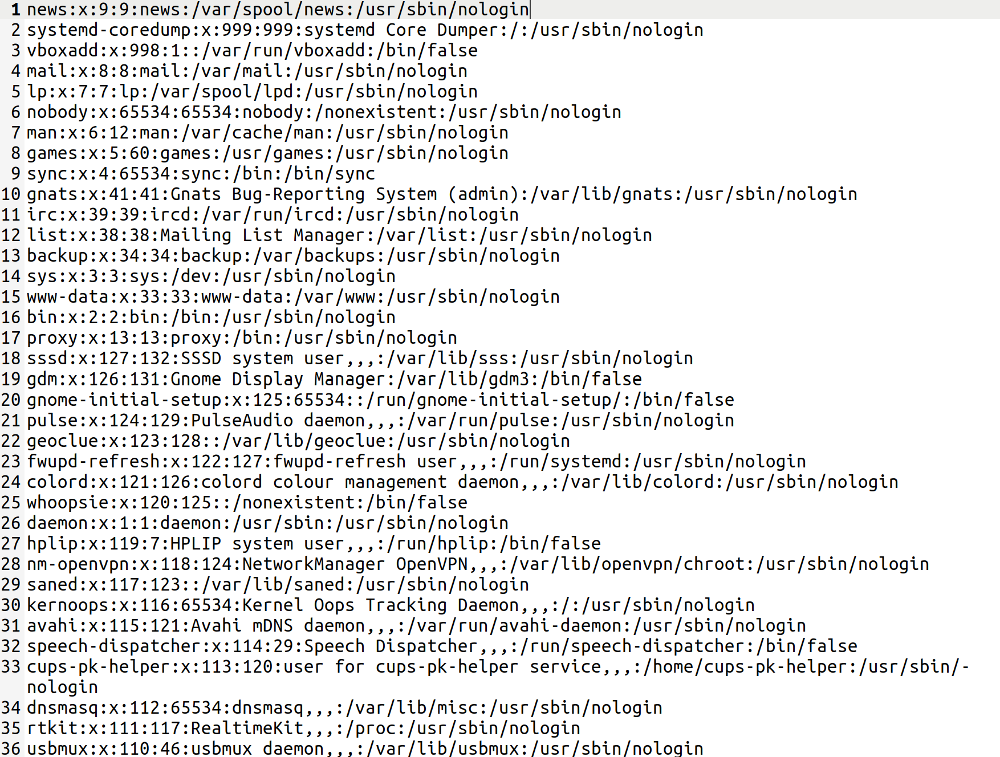 1 news:x:9:9:news:/var/spool/news:/usr/sbin/nologin
2 systemd-coredump:x:999:999:systemd Core Dumper:/:/usr/sbin/nologin
3 vboxadd:x:998:1::/var/run/vboxadd:/bin/false
4 mail:x:8:8:mail:/var/mail:/usr/sbin/nologin
5 lp:x:7:7:lp:/var/spool/lpd:/usr/sbin/nologin
6 nobody:x:65534:65534:nobody:/nonexistent:/usr/sbin/nologin
7 man:x:6:12:man:/var/cache/man:/usr/sbin/nologin
8 games:x:5:60:games:/usr/games:/usr/sbin/nologin
9 sync:x:4:65534:sync:/bin:/bin/sync
10 gnats:x:41:41:Gnats Bug-Reporting System (admin):/var/lib/gnats:/usr/sbin/nologin
11 irc:x:39:39:ircd:/var/run/ircd:/usr/sbin/nologin
12 list:x:38:38:Mailing List Manager:/var/list:/usr/sbin/nologin
13 backup:x:34:34:backup:/var/backups:/usr/sbin/nologin
14 sys:x:3:3:sys:/dev:/usr/sbin/nologin
15 www-data:x:33:33:www-data:/var/www:/usr/sbin/nologin
16 bin:x:2:2:bin:/bin:/usr/sbin/nologin
17 proxy:x:13:13:proxy:/bin:/usr/sbin/nologin
18 sssd:x:127:132:SSSD system user,,,:/var/lib/sss:/usr/sbin/nologin
19 gdm:x:126:131:Gnome Display Manager:/var/lib/gdm3:/bin/false
20 gnome-initial-setup:x:125:65534::/run/gnome-initial-setup/:/bin/false
21 pulse:x:124:129:PulseAudio daemon,,,:/var/run/pulse:/usr/sbin/nologin
22 geoclue:x:123:128::/var/lib/geoclue:/usr/sbin/nologin
23 fwupd-refresh:x:122:127:fwupd-refresh user,,,:/run/systemd:/usr/sbin/nologin
24 colord:x:121:126:colord colour management daemon,,,:/var/lib/colord:/usr/sbin/nologin
25 whoopsie:x:120:125::/nonexistent:/bin/false
26 daemon:x:1:1:daemon:/usr/sbin:/usr/sbin/nologin
27 hplip:x:119:7:HPLIP system user,,,:/run/hplip:/bin/false
28 nm-openvpn:x:118:124:NetworkManager OpenVPN,,,:/var/lib/openvpn/chroot:/usr/sbin/nologin
29 saned:x:117:123::/var/lib/saned:/usr/sbin/nologin
30 kernoops:x:116:65534:Kernel Oops Tracking Daemon,,,:/:/usr/sbin/nologin
31 avahi:x:115:121:Avahi mDNS daemon,,,:/var/run/avahi-daemon:/usr/sbin/nologin
32 speech-dispatcher:x:114:29:Speech Dispatcher,,,:/run/speech-dispatcher:/bin/false
33 cups-pk-helper:x:113:120:user for cups-pk-helper service,,,:/home/cups-pk-helper:/usr/sbin/-
nologin
34 dnsmasq:x:112:65534:dnsmasq,,,:/var/lib/misc:/usr/sbin/nologin
35 rtkit:x:111:117:RealtimeKit,,,:/proc:/usr/sbin/nologin
36 usbmux:x:110:46:usbmux daemon,,,:/var/lib/usbmux:/usr/sbin/nologin